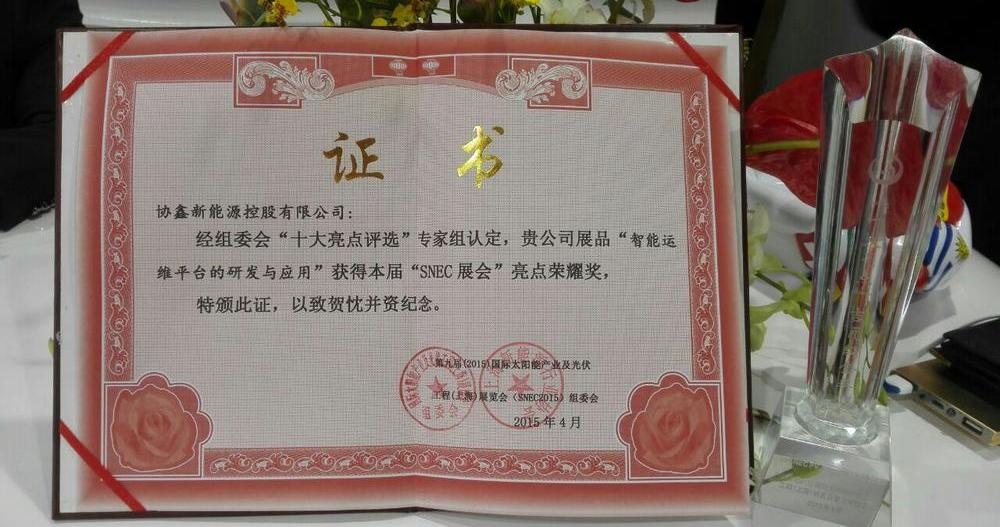 证 书
协鑫新能源控股有限公司:
经组委会“十大亮点评选”专家组认定，贵公司展品“智能运
维平台的研发与应用”获得本届“SNEC展会”亮点荣耀奖，
特颁此证，以致贺忱并资纪念。
第九届(2015)国际太阳能产业及光伏
工程(上海)展览会（SNEC2015）组委会
2015年4月
组委会